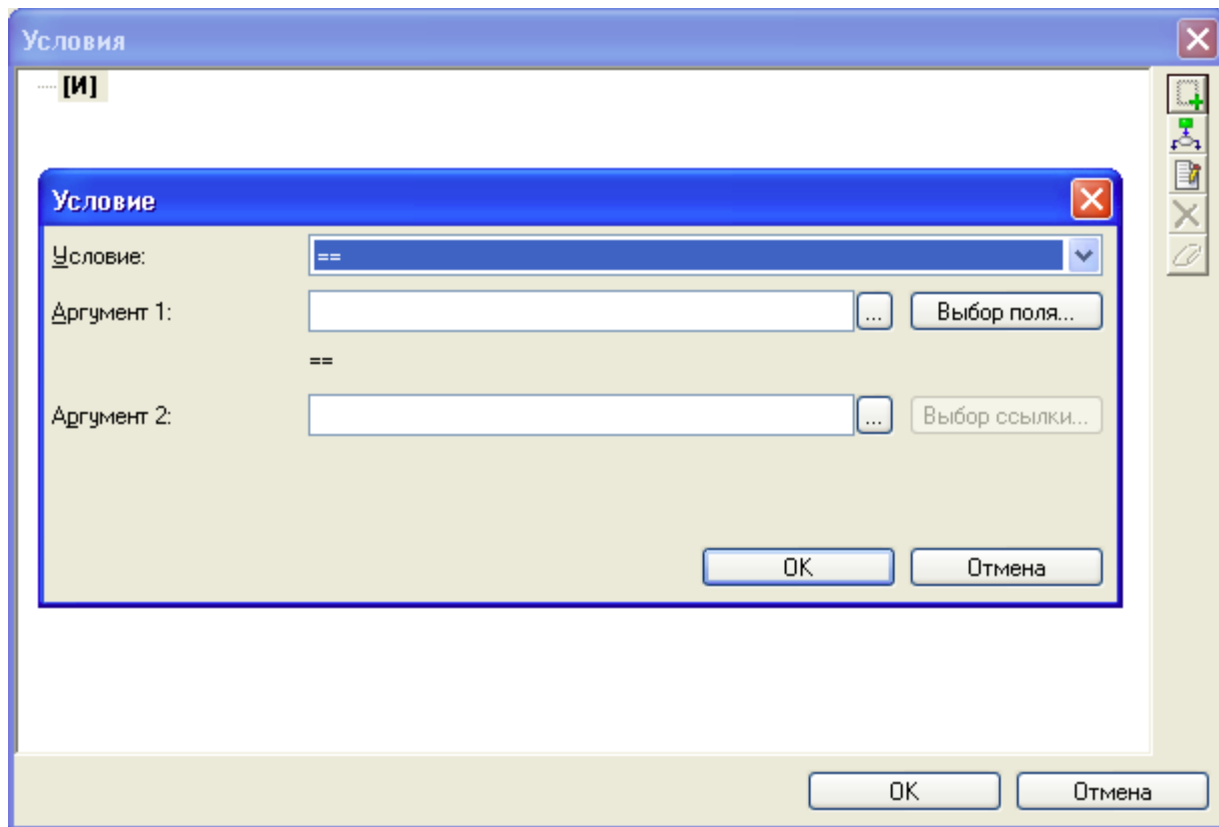 Условия
[И]
Условие
Условие:
==
Аргумент 1:
...
Выбор поля...
==
Аргумент 2:
...
Выбор ссылки...
OK
Отмена
OK
Отмена